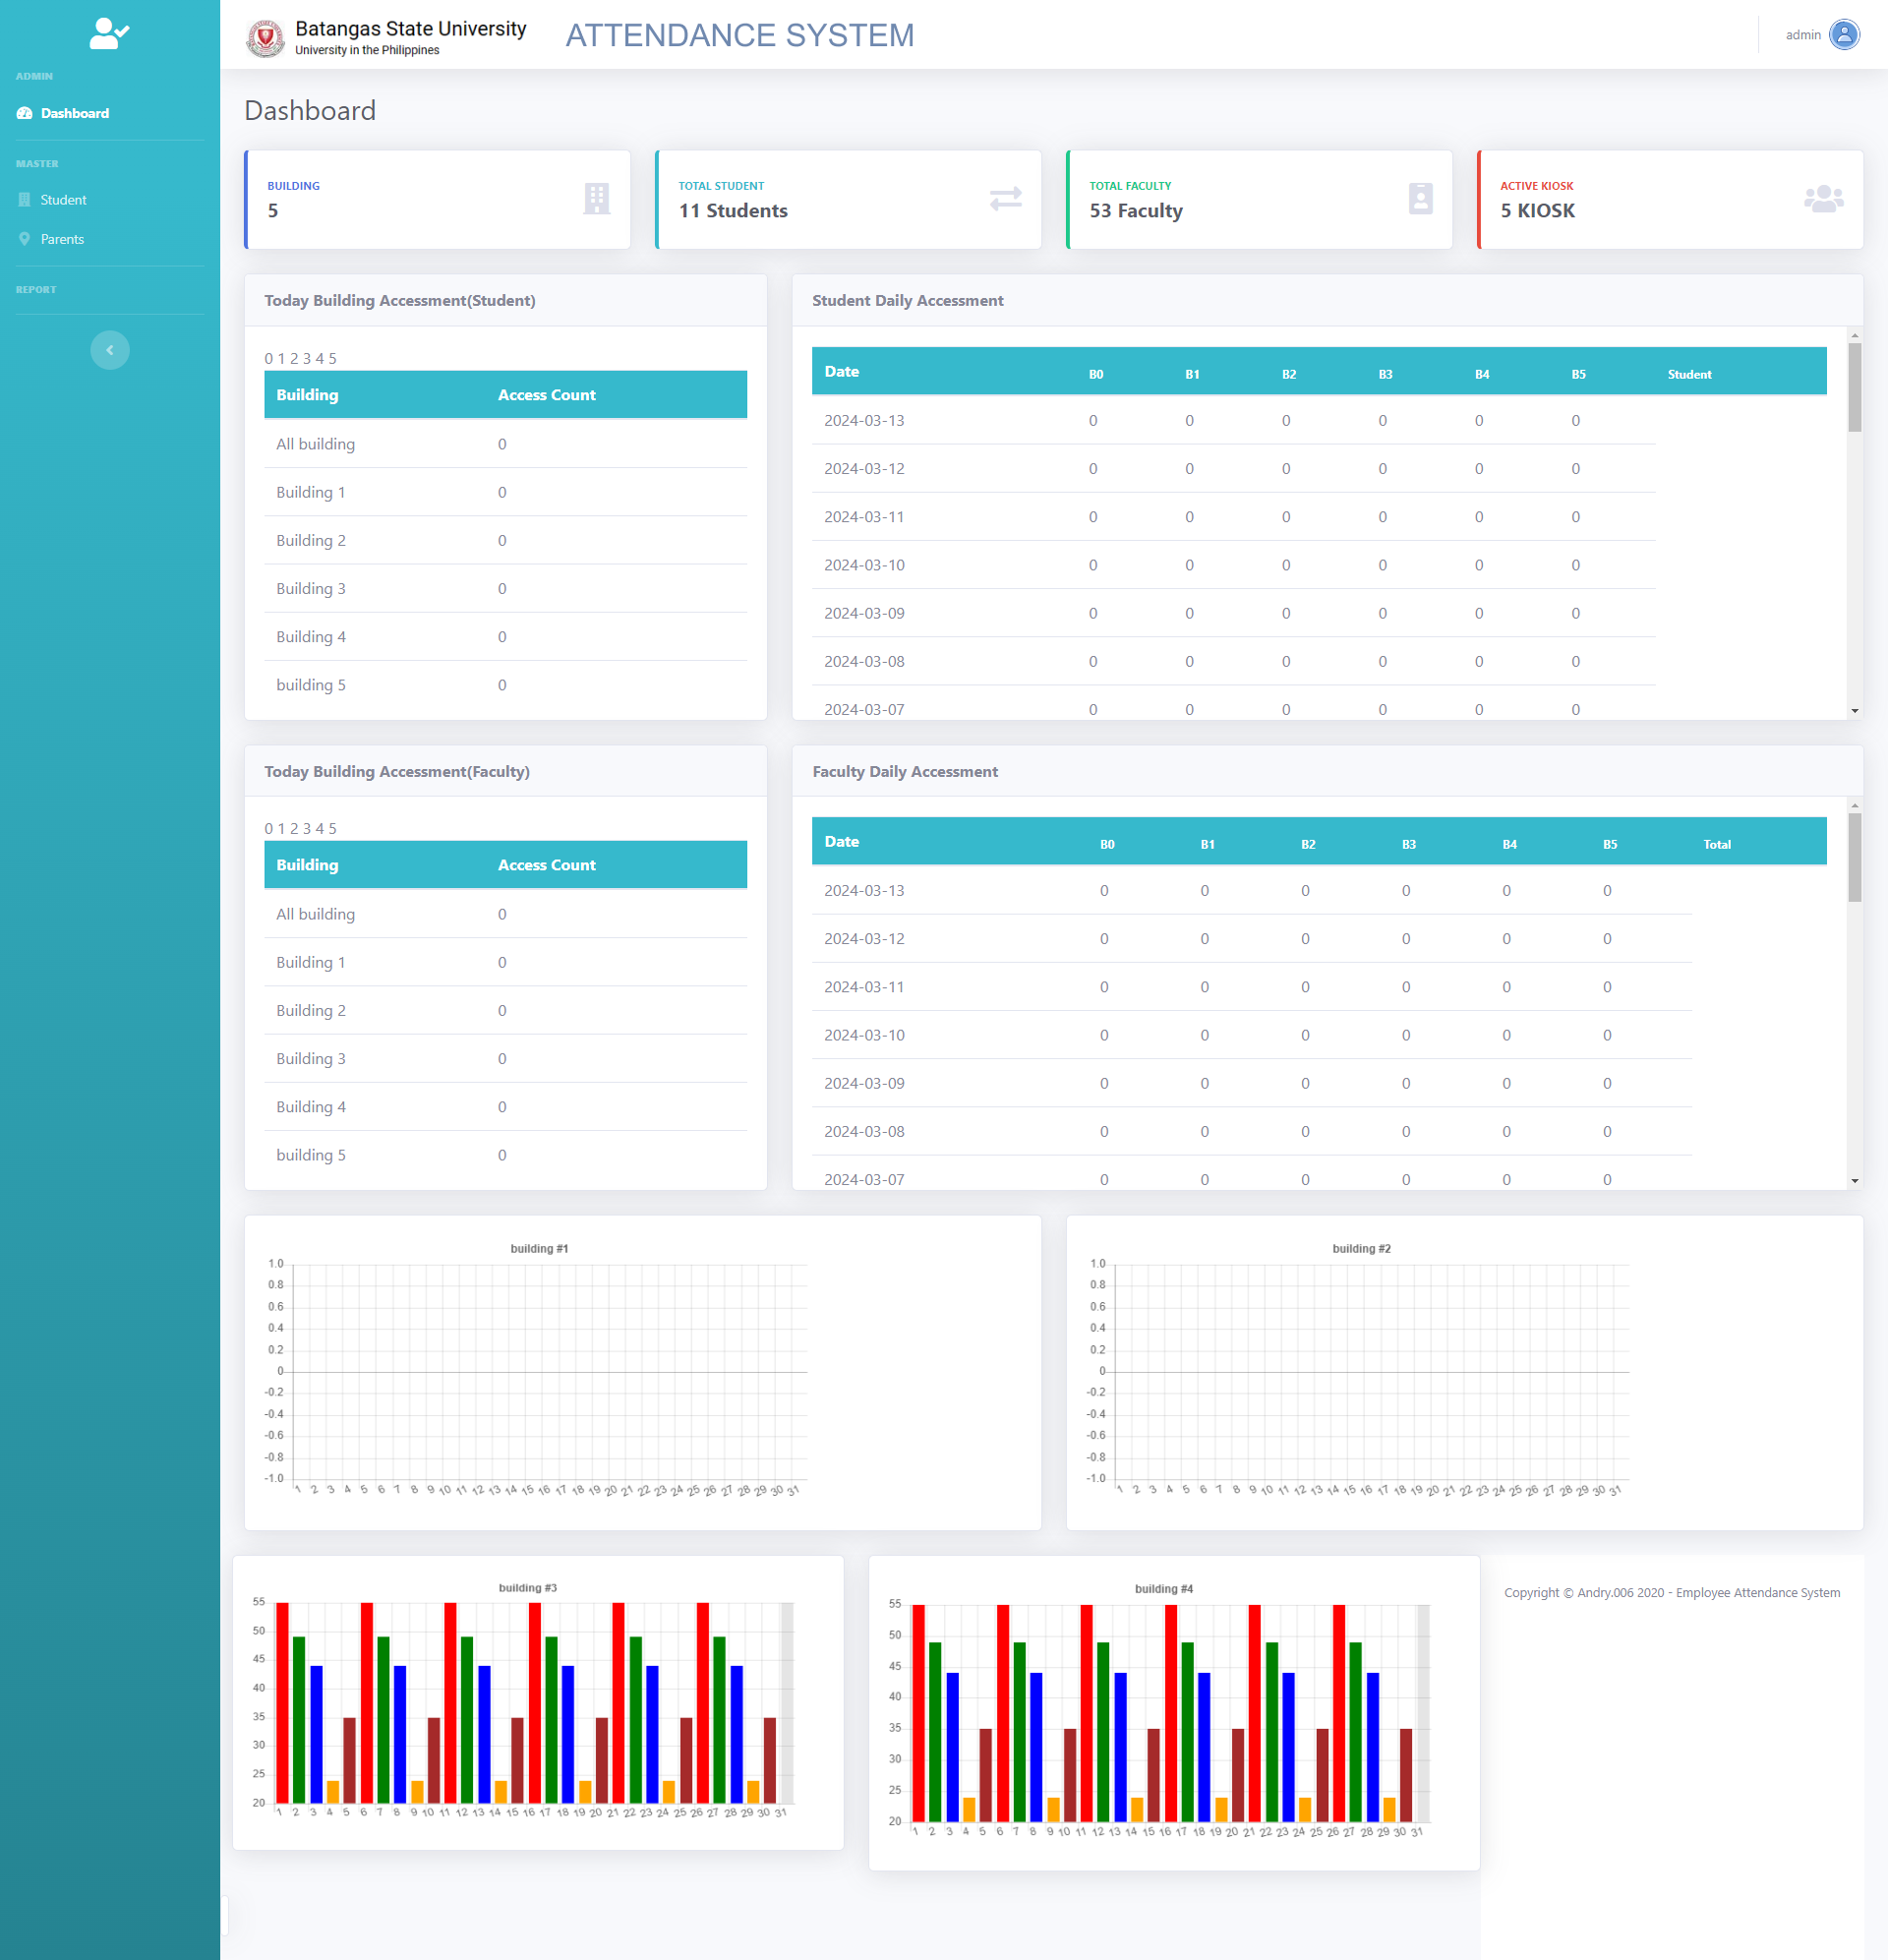 Batangas State University
University in the Philippines
ATTENDANCE SYSTEM
admin
ADMIN
Dashboard
MASTER
Student
Parents
REPORT
Dashboard
BUILDING
5
TOTAL STUDENT
11 Students
TOTAL FACULTY
53 Faculty
ACTIVE KIOSK
5 KIOSK
Today Building Accessment(Student)
0 1 2 3 4 5
Building Access Count
All building 0
Building 1 0
Building 2 0
Building 3 0
Building 4 0
building 5 0
Student Daily Accessment
Date B0 B1 B2 B3 B4 B5 Student
2024-03-13 0 0 0 0 0 0
2024-03-12 0 0 0 0 0 0
2024-03-11 0 0 0 0 0 0
2024-03-10 0 0 0 0 0 0
2024-03-09 0 0 0 0 0 0
2024-03-08 0 0 0 0 0 0
2024-03-07 0 0 0 0 0 0
Today Building Accessment(Faculty)
0 1 2 3 4 5
Building Access Count
All building 0
Building 1 0
Building 2 0
Building 3 0
Building 4 0
building 5 0
Faculty Daily Accessment
Date B0 B1 B2 B3 B4 B5 Total
2024-03-13 0 0 0 0 0 0
2024-03-12 0 0 0 0 0 0
2024-03-11 0 0 0 0 0 0
2024-03-10 0 0 0 0 0 0
2024-03-09 0 0 0 0 0 0
2024-03-08 0 0 0 0 0 0
2024-03-07 0 0 0 0 0 0
building #1
1.0
0.8
0.6
0.4
0.2
0
-0.2
-0.4
-0.6
-0.8
-1.0
1 2 3 4 5 6 7 8 9 10 11 12 13 14 15 16 17 18 19 20 21 22 23 24 25 26 27 28 29 30 31
building #2
1.0
0.8
0.6
0.4
0.2
0
-0.2
-0.4
-0.6
-0.8
-1.0
1 2 3 4 5 6 7 8 9 10 11 12 13 14 15 16 17 18 19 20 21 22 23 24 25 26 27 28 29 30 31
building #3
55
50
45
40
35
30
25
20
1 2 3 4 5 6 7 8 9 10 11 12 13 14 15 16 17 18 19 20 21 22 23 24 25 26 27 28 29 30 31
building #4
55
50
45
40
35
30
25
20
1 2 3 4 5 6 7 8 9 10 11 12 13 14 15 16 17 18 19 20 21 22 23 24 25 26 27 28 29 30 31
Copyright © Andry.006 2020 - Employee Attendance System